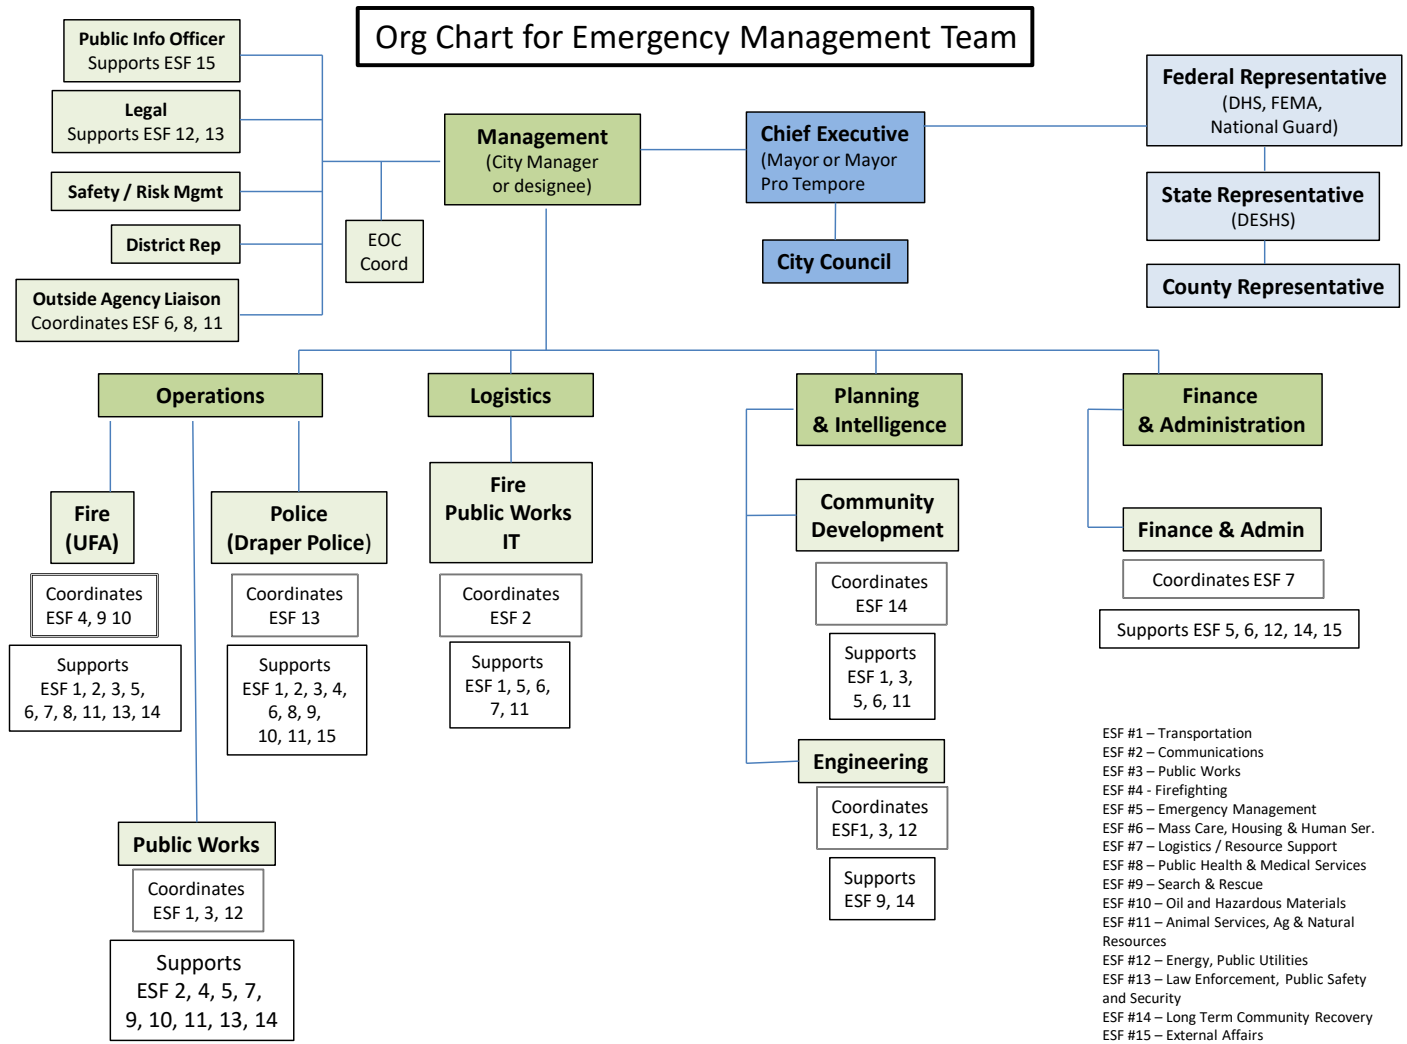 Org Chart for Emergency Management Team
Public Info Officer
Supports ESF 15
Legal
Supports ESF 12, 13
Safety / Risk Mgmt
District Rep
Outside Agency Liaison
Coordinates ESF 6, 8, 11
EOC
Coord
Management
(City Manager
or designee)
Chief Executive
(Mayor or Mayor
Pro Tempore
City Council
Federal Representative
(DHS, FEMA,
National Guard)
State Representative
(DESHS)
County Representative
Operations
Fire
(UFA)
Coordinates
ESF 4, 9 10
Supports
ESF 1, 2, 3, 5,
6, 7, 8, 11, 13, 14
Police
(Draper Police)
Coordinates
ESF 13
Supports
ESF 1, 2, 3, 4,
6, 8, 9,
10, 11, 15
Public Works
Coordinates
ESF 1, 3, 12
Supports
ESF 2, 4, 5, 7,
9, 10, 11, 13, 14
Logistics
Fire
Public Works
IT
Coordinates
ESF 2
Supports
ESF 1, 5, 6,
7, 11
Planning
& Intelligence
Community
Development
Coordinates
ESF 14
Supports
ESF 1, 3,
5, 6, 11
Engineering
Coordinates
ESF1, 3, 12
Supports
ESF 9, 14
Finance
& Administration
Finance & Admin
Coordinates ESF 7
Supports ESF 5, 6, 12, 14, 15
ESF #1 – Transportation
ESF #2 – Communications
ESF #3 – Public Works
ESF #4 - Firefighting
ESF #5 – Emergency Management
ESF #6 – Mass Care, Housing & Human Ser.
ESF #7 – Logistics / Resource Support
ESF #8 – Public Health & Medical Services
ESF #9 – Search & Rescue
ESF #10 – Oil and Hazardous Materials
ESF #11 – Animal Services, Ag & Natural
Resources
ESF #12 – Energy, Public Utilities
ESF #13 – Law Enforcement, Public Safety
and Security
ESF #14 – Long Term Community Recovery
ESF #15 – External Affairs